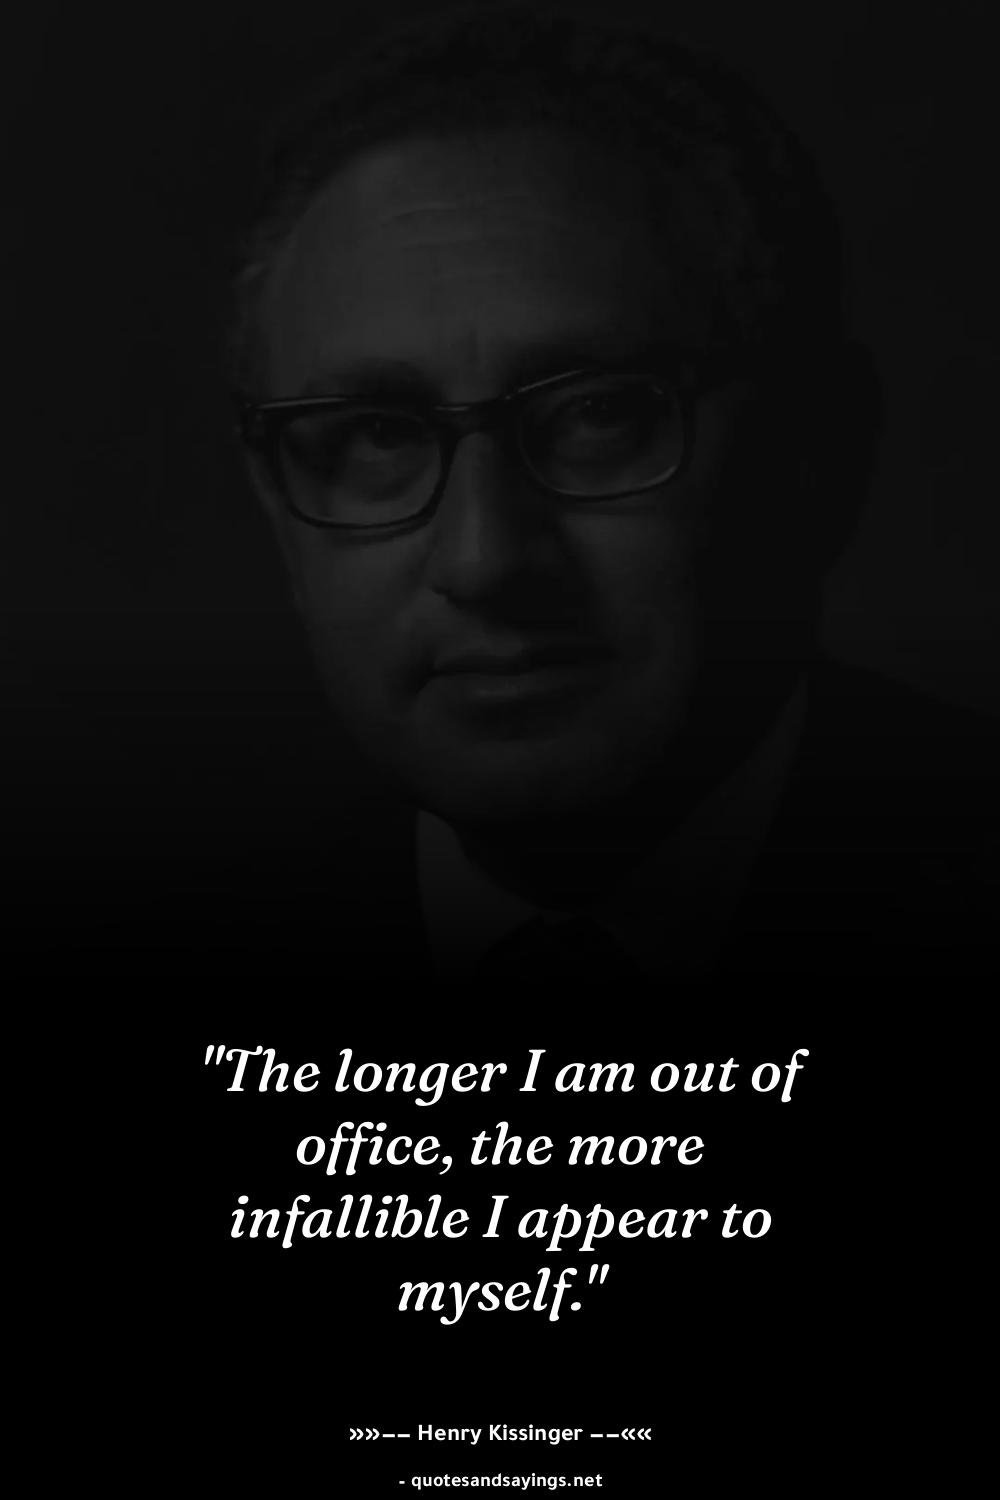 "The longer I am out of
office, the more
infallible I appear to
myself."
»»–– Henry Kissinger ––««
- quotesandsayings.net